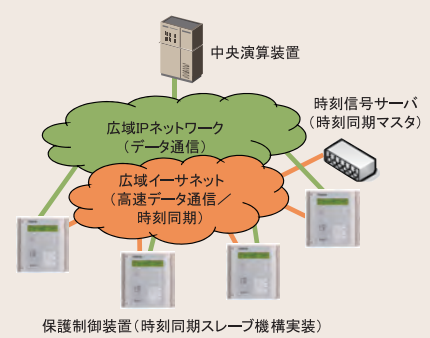 中央演算装置
時刻信号サーバ
（時刻同期マスタ）
広域IPネットワーク
（データ通信）
広域イーサネット
（高速データ通信／
時刻同期）
保護制御装置（時刻同期スレーブ機構実装）